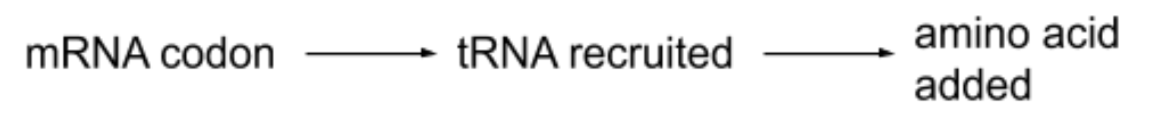 mRNA codon
tRNA recruited
amino acid
added